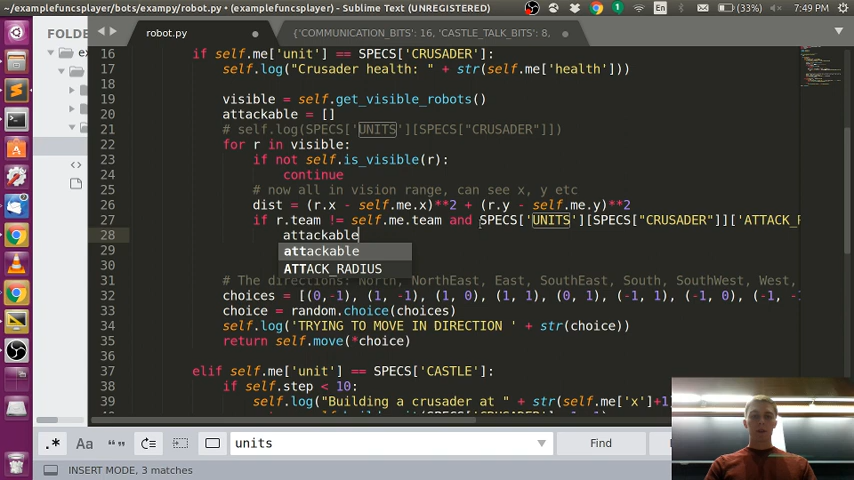 ~/examplefuncsplayer/bots/exampy/robot.py • (examplefuncsplayer) - Sublime Text (UNREGISTERED)
En
(33%)
7:49 PM
FOLDE
robot.py
{'COMMUNICATION_BITS': 16, 'CASTLE_TALK_BITS': 8,
ex
16 if self.me['unit'] == SPECS['CRUSADER']:
17 self.log("Crusader health: " + str(self.me['health']))
18
19 visible = self.get_visible_robots()
20 attackable = []
21 # self.log(SPECS['UNITS'][SPECS["CRUSADER"]])
22 for r in visible:
23 if not self.is_visible(r):
24 continue
25 # now all in vision range, can see x, y etc
26 dist = (r.x - self.me.x)**2 + (r.y - self.me.y)**2
27 if r.team != self.me.team and SPECS['UNITS'][SPECS["CRUSADER"]]['ATTACK_R
28 attackable
29 attackable
30 ATTACK_RADIUS
31 # The directions: North, NorthEast, East, SouthEast, South, SouthWest, West,
32 choices = [(0,-1), (1, -1), (1, 0), (1, 1), (0, 1), (-1, 1), (-1, 0), (-1, -1
33 choice = random.choice(choices)
34 self.log('TRYING TO MOVE IN DIRECTION ' + str(choice))
35 return self.move(*choice)
36
37 elif self.me['unit'] == SPECS['CASTLE']:
38 if self.step < 10:
39 self.log("Building a crusader at " + str(self.me['x']+1)
.*
Aa
“”
units
Find
INSERT MODE, 3 matches